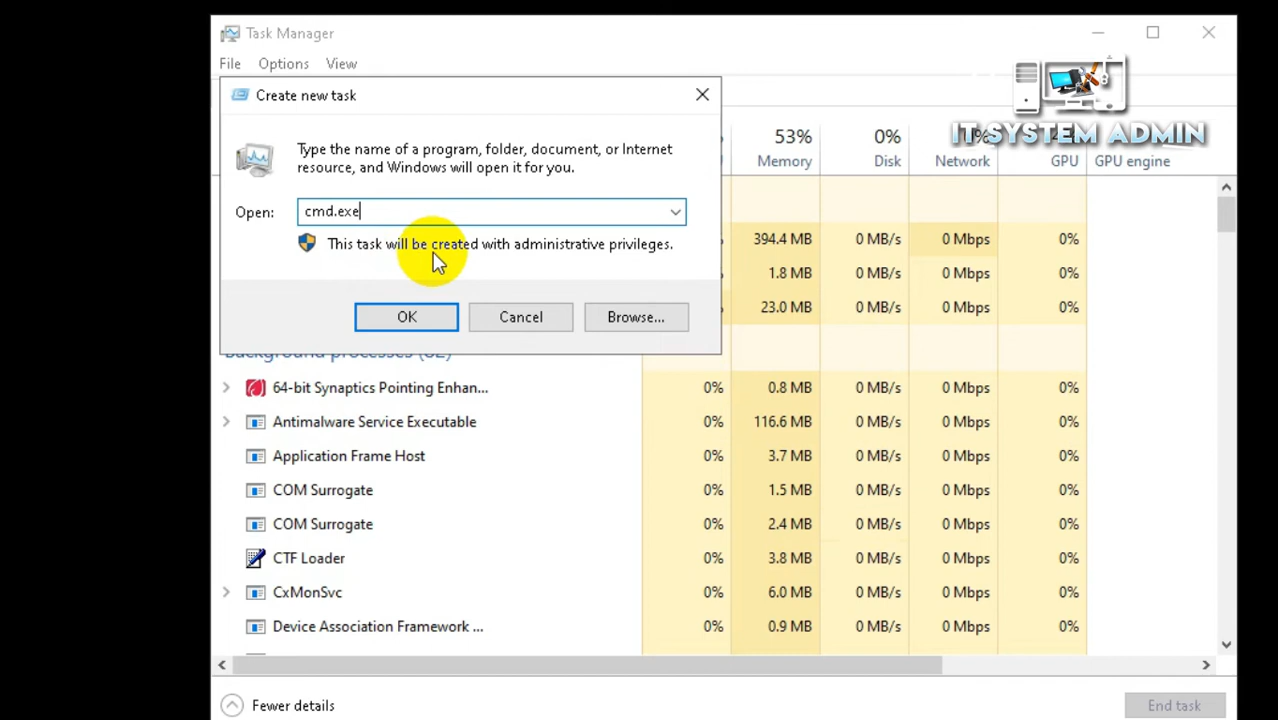 Task Manager
File Options View
Create new task
Type the name of a program, folder, document, or Internet
resource, and Windows will open it for you.
Open: cmd.exe
This task will be created with administrative privileges.
OK Cancel Browse...
IT SYSTEM ADMIN
53% 0%
Memory Disk Network GPU GPU engine
394.4 MB 0 MB/s 0 Mbps 0%
1.8 MB 0 MB/s 0 Mbps 0%
23.0 MB 0 MB/s 0 Mbps 0%
Background processes
64-bit Synaptics Pointing Enhan... 0% 0.8 MB 0 MB/s 0 Mbps 0%
Antimalware Service Executable 0% 116.6 MB 0 MB/s 0 Mbps 0%
Application Frame Host 0% 3.7 MB 0 MB/s 0 Mbps 0%
COM Surrogate 0% 1.5 MB 0 MB/s 0 Mbps 0%
COM Surrogate 0% 2.4 MB 0 MB/s 0 Mbps 0%
CTF Loader 0% 3.8 MB 0 MB/s 0 Mbps 0%
CxMonSvc 0% 6.0 MB 0 MB/s 0 Mbps 0%
Device Association Framework ... 0% 0.9 MB 0 MB/s 0 Mbps 0%
Fewer details End task